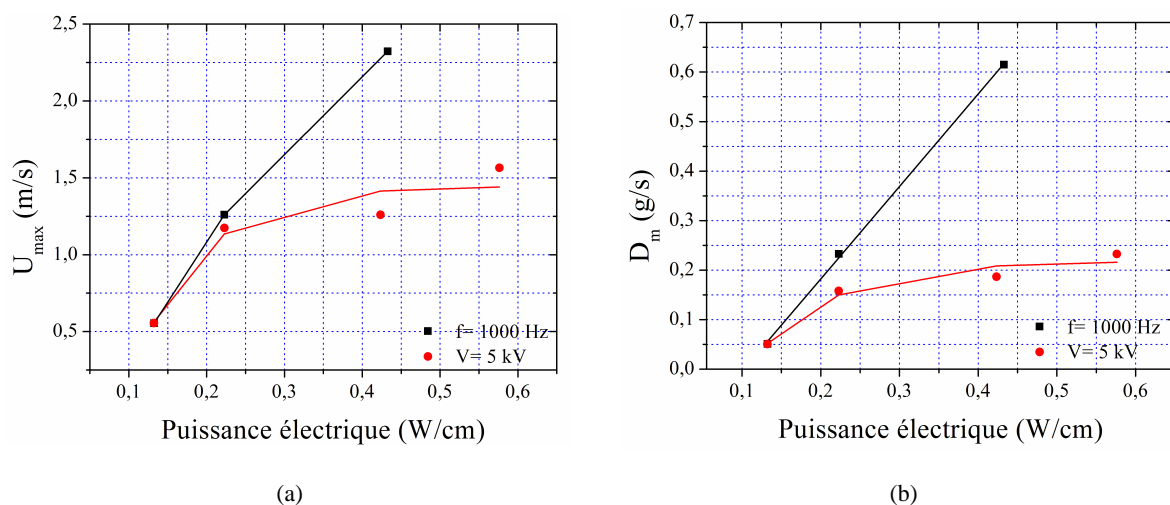 2,5
2,0
1,5
1,0
0,5
U_max (m/s)
f= 1000 Hz
V= 5 kV
0,1 0,2 0,3 0,4 0,5 0,6
Puissance électrique (W/cm)
(a)
0,7
0,6
0,5
0,4
0,3
0,2
0,1
0,0
D_m (g/s)
f= 1000 Hz
V= 5 kV
0,1 0,2 0,3 0,4 0,5 0,6
Puissance électrique (W/cm)
(b)